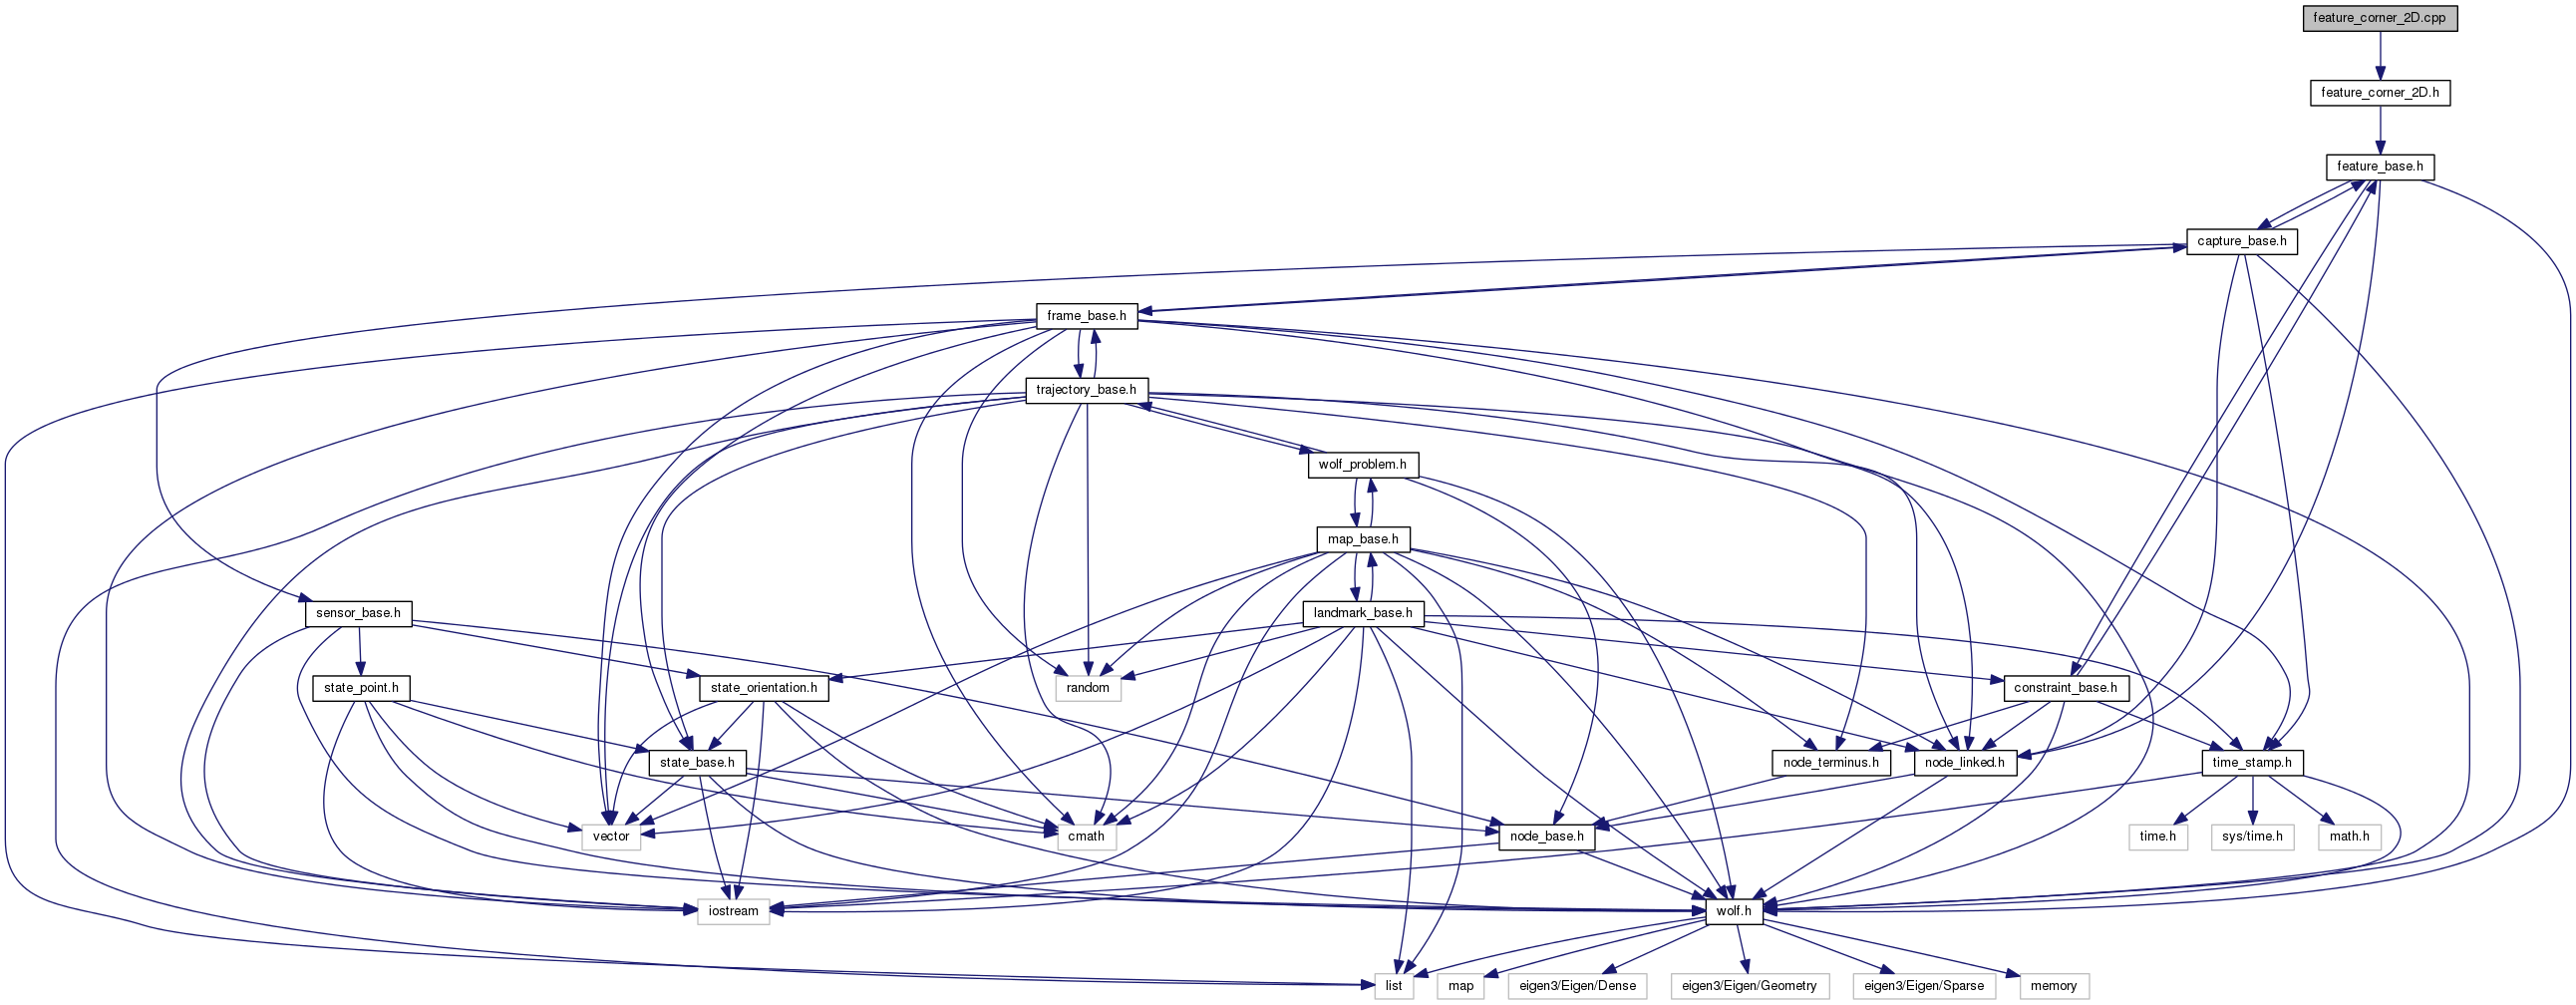 feature_corner_2D.cpp
feature_corner_2D.h
feature_base.h
capture_base.h
frame_base.h
trajectory_base.h
wolf_problem.h
map_base.h
sensor_base.h
landmark_base.h
state_point.h
state_orientation.h
random
constraint_base.h
state_base.h
node_terminus.h
node_linked.h
time_stamp.h
vector
cmath
node_base.h
time.h
sys/time.h
math.h
iostream
wolf.h
list
map
eigen3/Eigen/Dense
eigen3/Eigen/Geometry
eigen3/Eigen/Sparse
memory